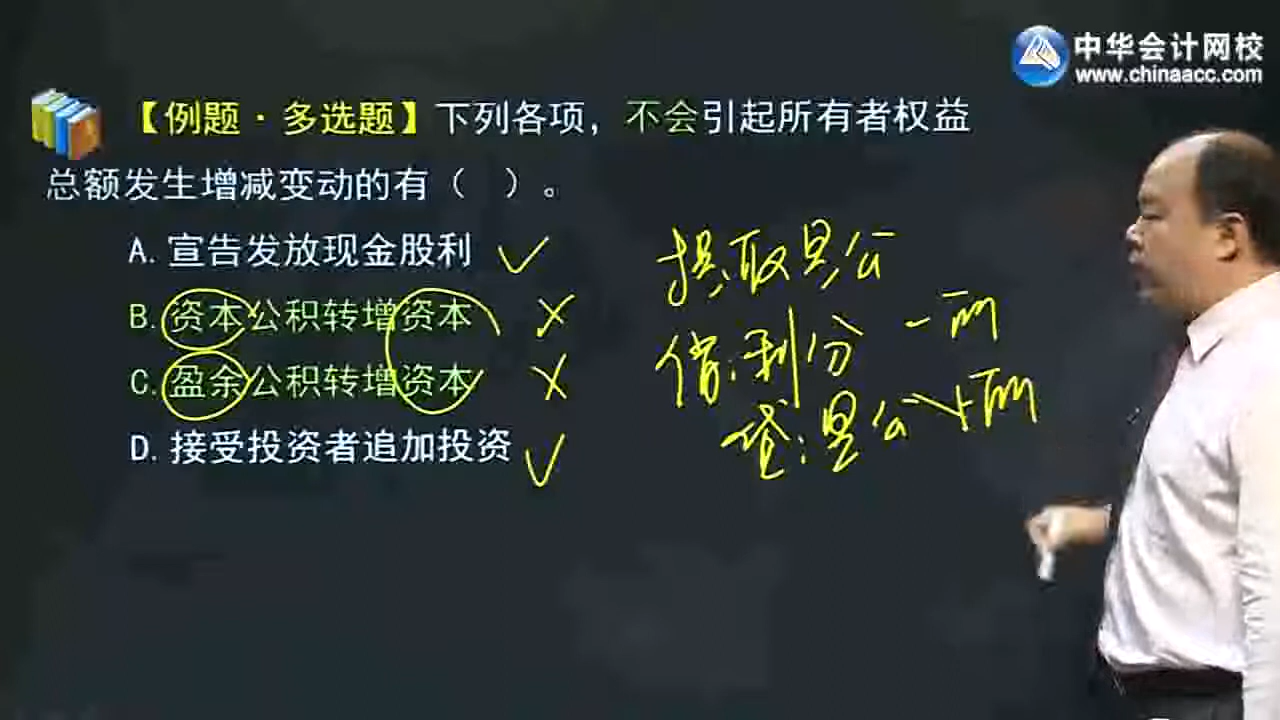 中华会计网校
www.chinaacc.com
【例题·多选题】下列各项，不会引起所有者权益
总额发生增减变动的有（ ）。
A. 宣告发放现金股利 ✓
B. 资本公积转增资本 ×
C. 盈余公积转增资本 ×
D. 接受投资者追加投资 ✓
提取盈公
借:利分 -所
贷:盈公 +所